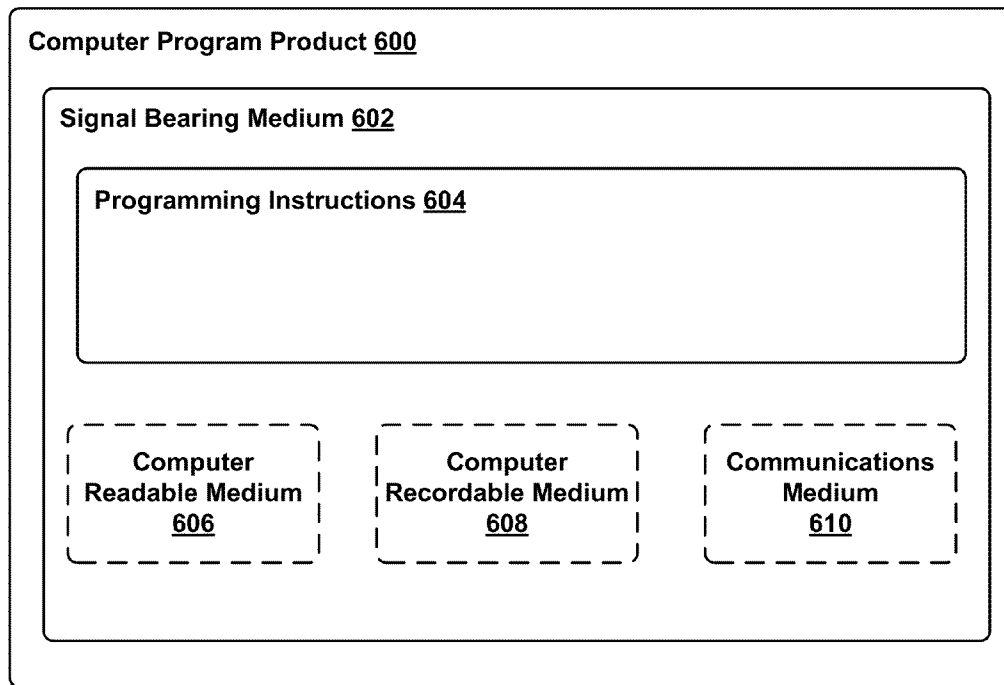 Computer Program Product 600
Signal Bearing Medium 602
Programming Instructions 604
Computer
Readable Medium
606
Computer
Recordable Medium
608
Communications
Medium
610